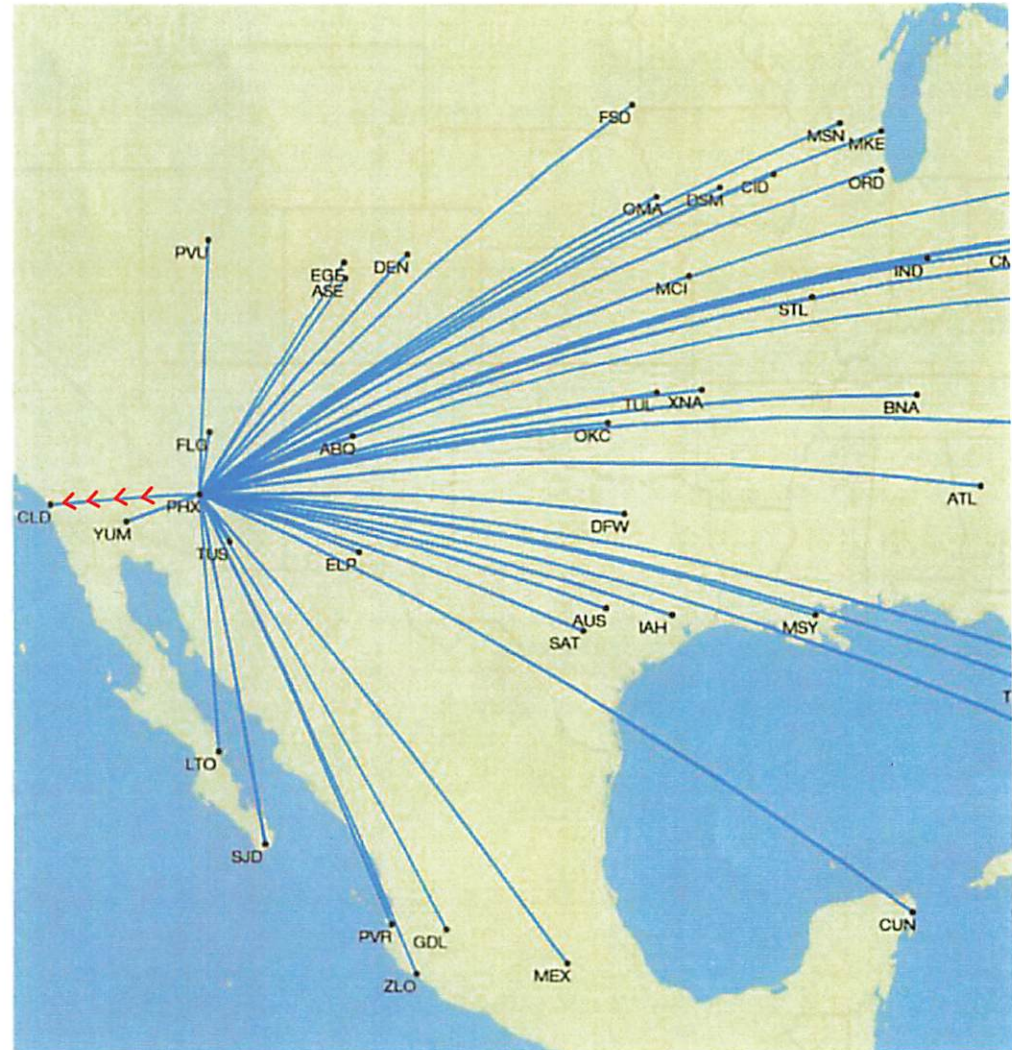 FSD
MSN
MKE
ORD
CID
DSM
OMA
PVU
EGE
DEN
ASE
IND
CM
MCI
STL
TUL
XNA
BNA
FLG
ABQ
OKC
ATL
PHX
CLD
YUM
DFW
TUS
ELP
AUS
IAH
MSY
SAT
T
LTO
SJD
CUN
PVR
GDL
MEX
ZLO